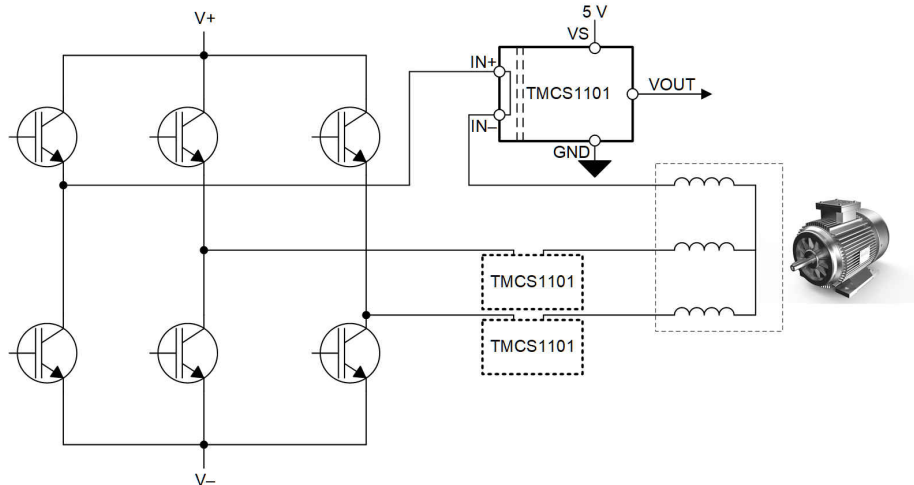 V+
5 V
VS
IN+
TMCS1101
VOUT
IN–
GND
TMCS1101
TMCS1101
V–